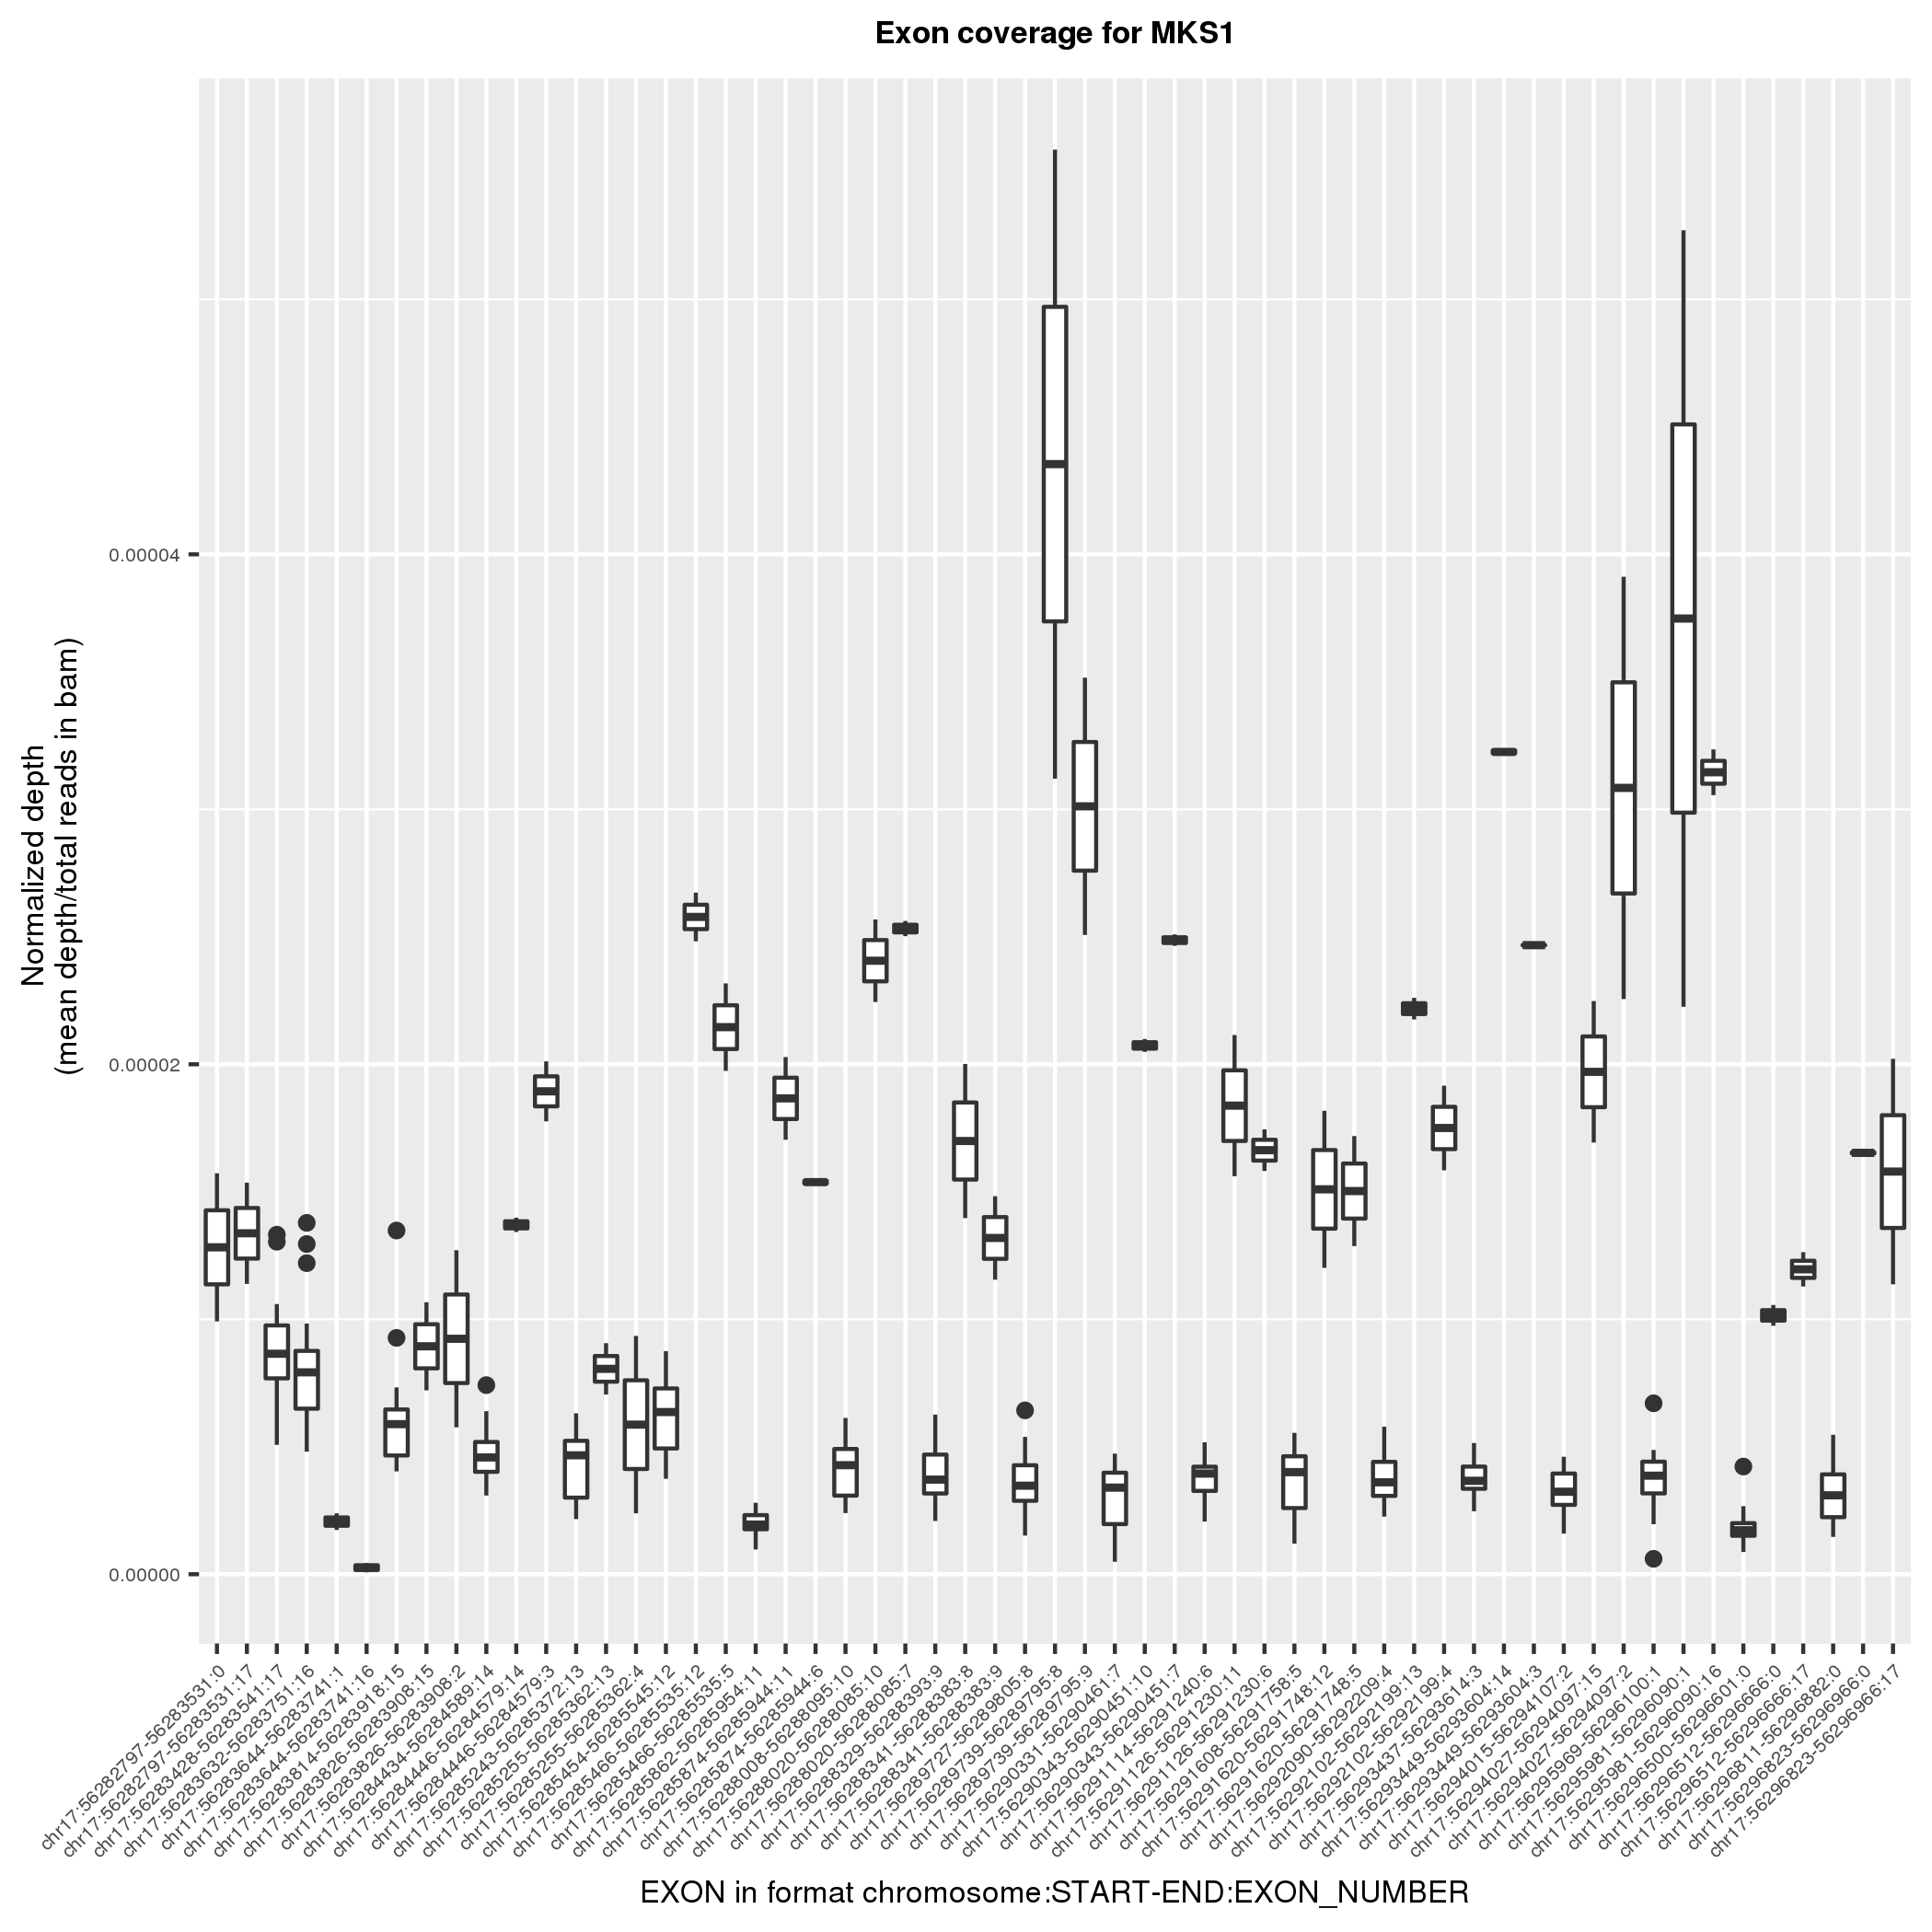 Exon coverage for MKS1
Normalized depth
(mean depth/total reads in bam)
0.00004
0.00002
0.00000
chr17:56282797-56283531:0
chr17:56282797-56283531:17
chr17:56283428-56283541:17
chr17:56283632-56283751:16
chr17:56283644-56283741:1
chr17:56283644-56283741:16
chr17:56283814-56283918:15
chr17:56283826-56283908:15
chr17:56283826-56283908:2
chr17:56284434-56284589:14
chr17:56284446-56284579:14
chr17:56284446-56284579:3
chr17:56285243-56285372:13
chr17:56285255-56285362:13
chr17:56285255-56285362:4
chr17:56285454-56285545:12
chr17:56285466-56285535:12
chr17:56285466-56285535:5
chr17:56285862-56285954:11
chr17:56285874-56285944:11
chr17:56285874-56285944:6
chr17:56288008-56288095:10
chr17:56288020-56288085:10
chr17:56288020-56288085:7
chr17:56288329-56288393:9
chr17:56288341-56288383:8
chr17:56288341-56288383:9
chr17:56289727-56289805:8
chr17:56289739-56289795:8
chr17:56289739-56289795:9
chr17:56290331-56290461:7
chr17:56290343-56290451:10
chr17:56290343-56290451:7
chr17:56291114-56291240:6
chr17:56291126-56291230:11
chr17:56291126-56291230:6
chr17:56291608-56291758:5
chr17:56291620-56291748:12
chr17:56291620-56291748:5
chr17:56292090-56292209:4
chr17:56292102-56292199:13
chr17:56292102-56292199:4
chr17:56293437-56293614:3
chr17:56293449-56293604:14
chr17:56293449-56293604:3
chr17:56294015-56294107:2
chr17:56294027-56294097:15
chr17:56294027-56294097:2
chr17:56295969-56296100:1
chr17:56295981-56296090:1
chr17:56295981-56296090:16
chr17:56296500-56296601:0
chr17:56296512-56296666:0
chr17:56296512-56296666:17
chr17:56296811-56296882:0
chr17:56296823-56296966:0
chr17:56296823-56296966:17
EXON in format chromosome:START-END:EXON_NUMBER